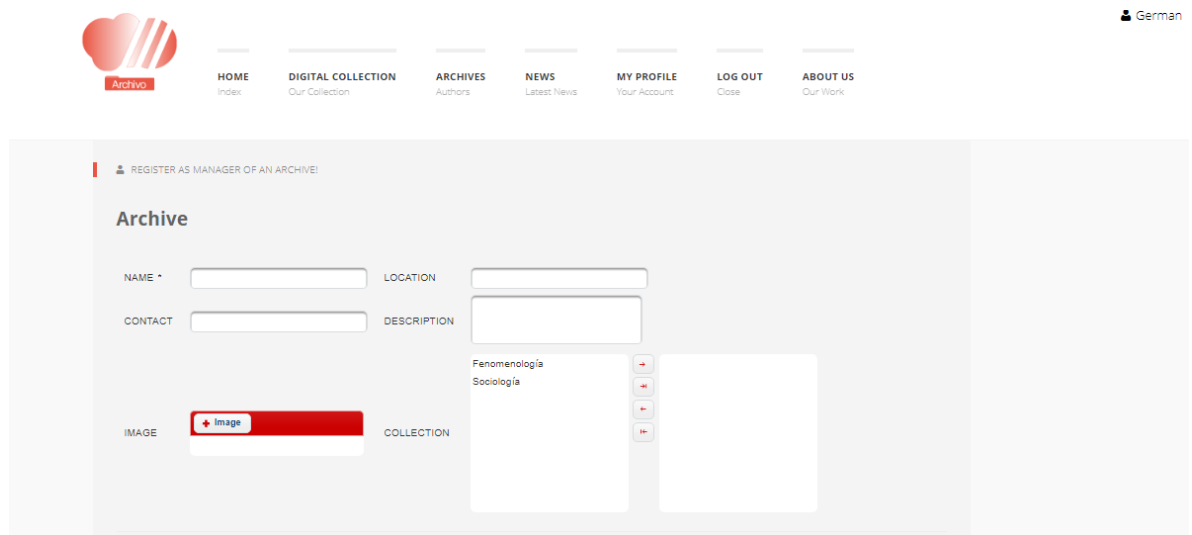 German
Archivo
HOME DIGITAL COLLECTION ARCHIVES NEWS MY PROFILE LOG OUT ABOUT US
Index Our Collection Authors Latest News Your Account Close Our Work
REGISTER AS MANAGER OF AN ARCHIVE!
Archive
NAME * LOCATION
CONTACT DESCRIPTION
Fenomenología
Sociología
+ Image
IMAGE COLLECTION